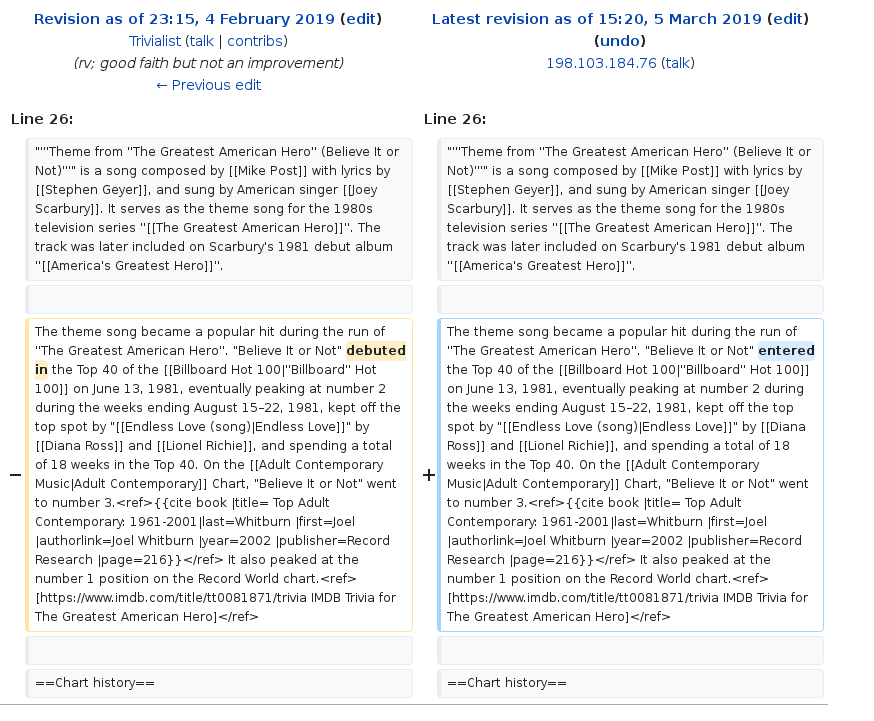 Revision as of 23:15, 4 February 2019 (edit)
Trivialist (talk | contribs)
(rv; good faith but not an improvement)
← Previous edit
Latest revision as of 15:20, 5 March 2019 (edit)
(undo)
198.103.184.76 (talk)
Line 26:
Line 26:
"'''Theme from ''The Greatest American Hero'' (Believe It or
Not)'''" is a song composed by [[Mike Post]] with lyrics by
[[Stephen Geyer]], and sung by American singer [[Joey
Scarbury]]. It serves as the theme song for the 1980s
television series ''[[The Greatest American Hero]]''. The
track was later included on Scarbury's 1981 debut album
''[[America's Greatest Hero]]''.
"'''Theme from ''The Greatest American Hero'' (Believe It or
Not)'''" is a song composed by [[Mike Post]] with lyrics by
[[Stephen Geyer]], and sung by American singer [[Joey
Scarbury]]. It serves as the theme song for the 1980s
television series ''[[The Greatest American Hero]]''. The
track was later included on Scarbury's 1981 debut album
''[[America's Greatest Hero]]''.
−
The theme song became a popular hit during the run of
''The Greatest American Hero''. "Believe It or Not" debuted
in the Top 40 of the [[Billboard Hot 100|''Billboard'' Hot
100]] on June 13, 1981, eventually peaking at number 2
during the weeks ending August 15–22, 1981, kept off the
top spot by "[[Endless Love (song)|Endless Love]]" by
[[Diana Ross]] and [[Lionel Richie]], and spending a total
of 18 weeks in the Top 40. On the [[Adult Contemporary
Music|Adult Contemporary]] Chart, "Believe It or Not" went
to number 3.<ref>{{cite book |title= Top Adult
Contemporary: 1961-2001|last=Whitburn |first=Joel
|authorlink=Joel Whitburn |year=2002 |publisher=Record
Research |page=216}}</ref> It also peaked at the
number 1 position on the Record World chart.<ref>
[https://www.imdb.com/title/tt0081871/trivia IMDB Trivia for
The Greatest American Hero]</ref>
+
The theme song became a popular hit during the run of
''The Greatest American Hero''. "Believe It or Not" entered
the Top 40 of the [[Billboard Hot 100|''Billboard'' Hot 100]]
on June 13, 1981, eventually peaking at number 2 during
the weeks ending August 15–22, 1981, kept off the top
spot by "[[Endless Love (song)|Endless Love]]" by [[Diana
Ross]] and [[Lionel Richie]], and spending a total of 18
weeks in the Top 40. On the [[Adult Contemporary
Music|Adult Contemporary]] Chart, "Believe It or Not" went
to number 3.<ref>{{cite book |title= Top Adult
Contemporary: 1961-2001|last=Whitburn |first=Joel
|authorlink=Joel Whitburn |year=2002 |publisher=Record
Research |page=216}}</ref> It also peaked at the
number 1 position on the Record World chart.<ref>
[https://www.imdb.com/title/tt0081871/trivia IMDB Trivia for
The Greatest American Hero]</ref>
==Chart history==
==Chart history==